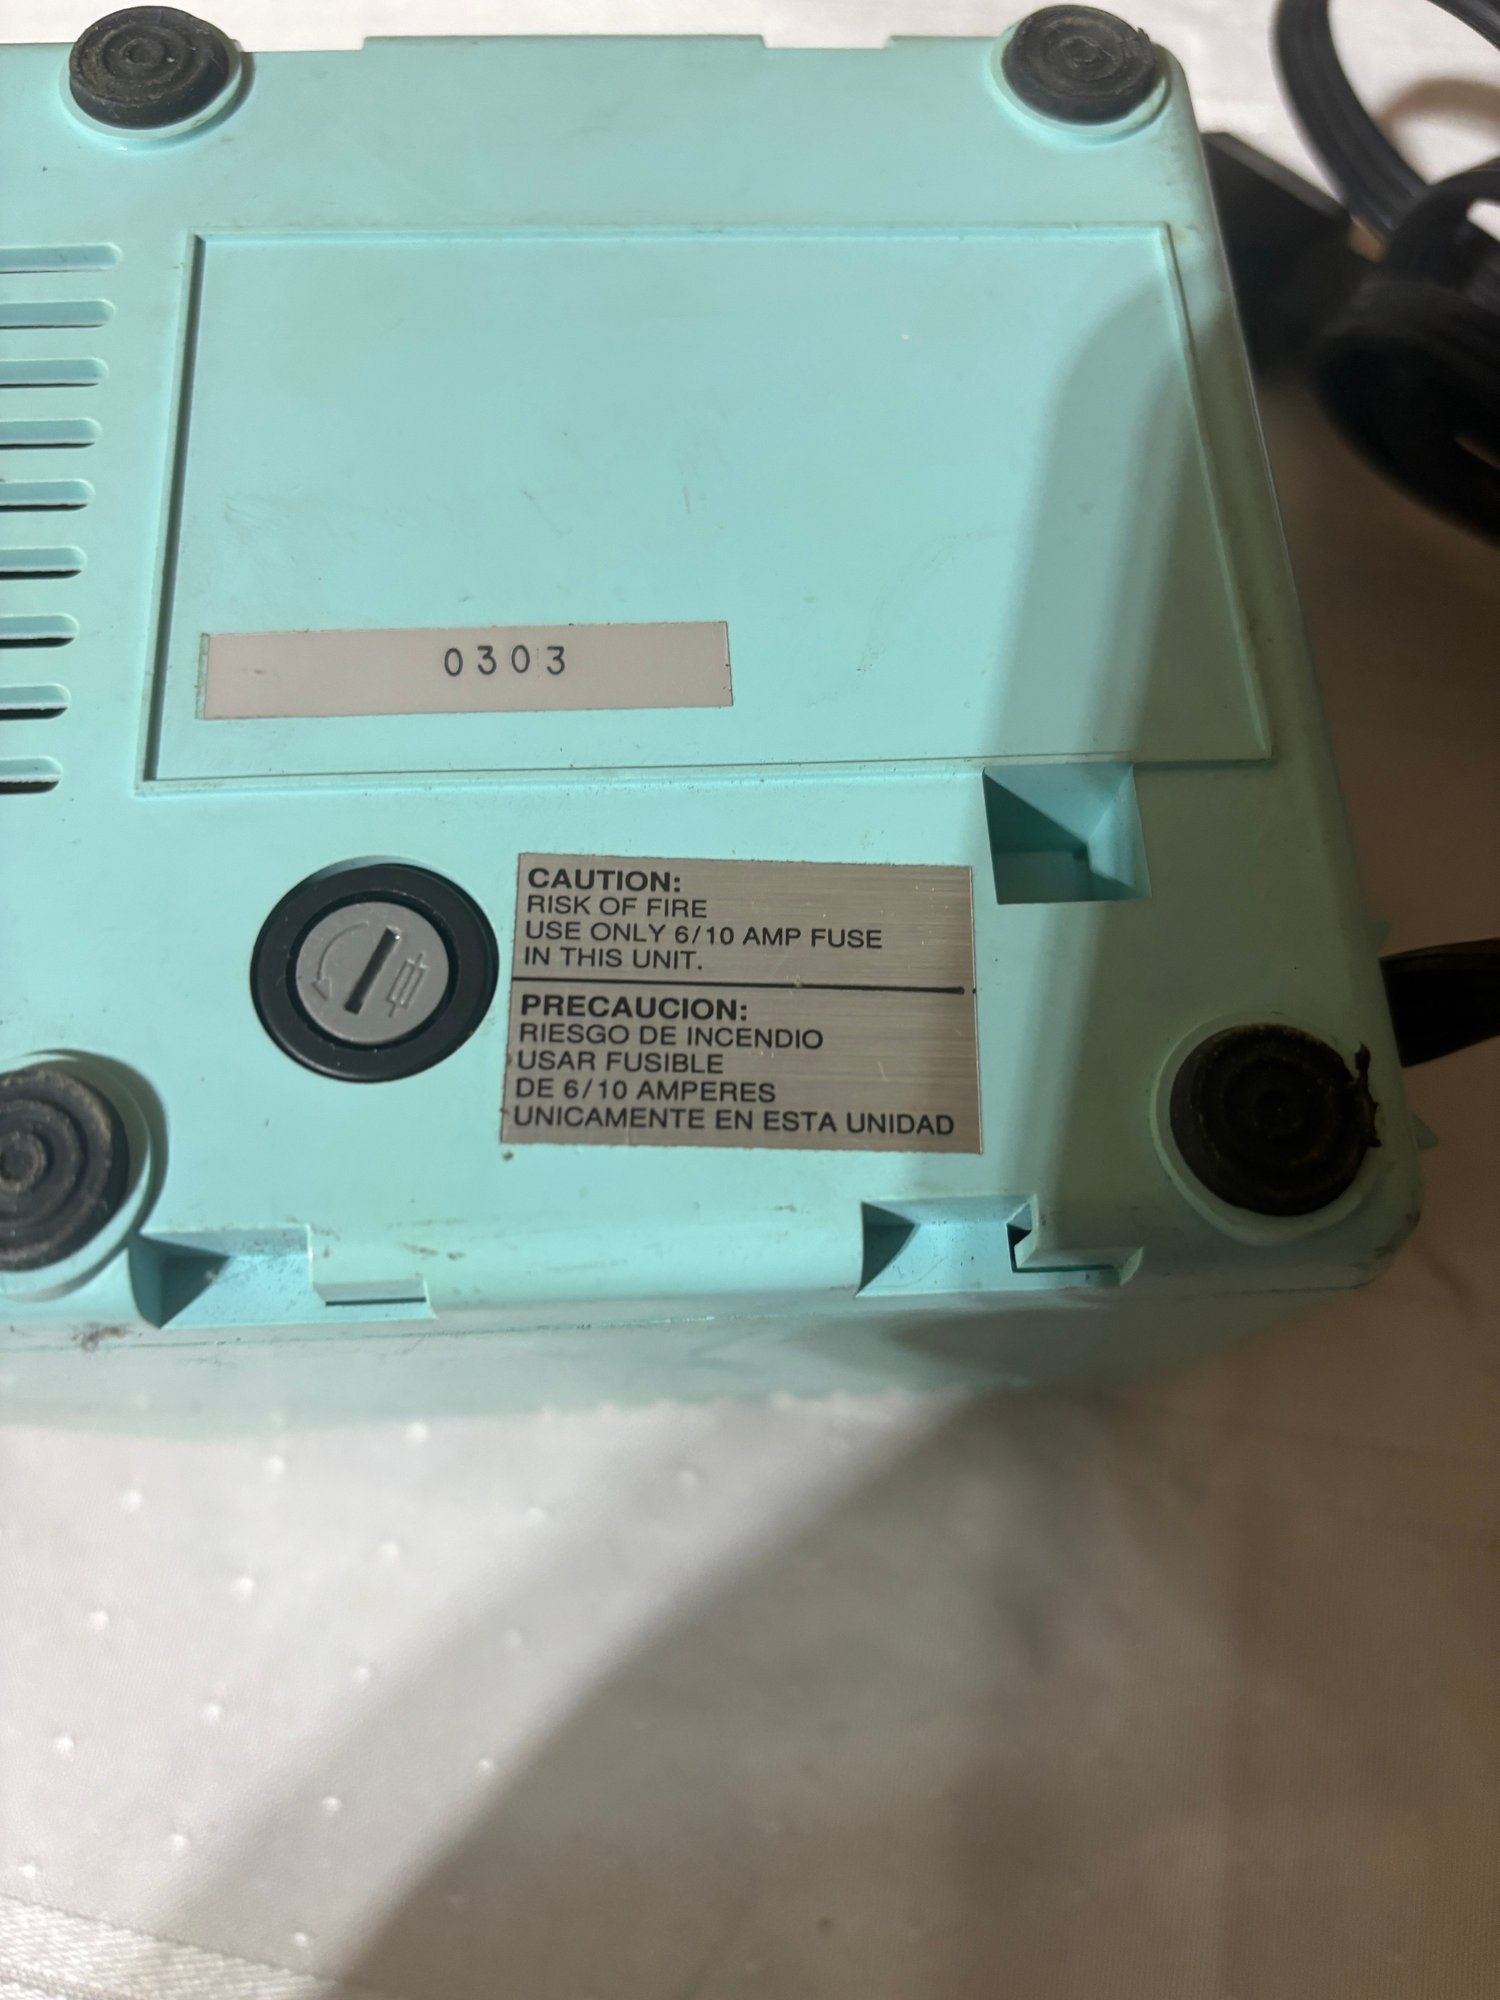 0303
CAUTION:
RISK OF FIRE
USE ONLY 6/10 AMP FUSE
IN THIS UNIT.
PRECAUCION:
RIESGO DE INCENDIO
USAR FUSIBLE
DE 6/10 AMPERES
UNICAMENTE EN ESTA UNIDAD